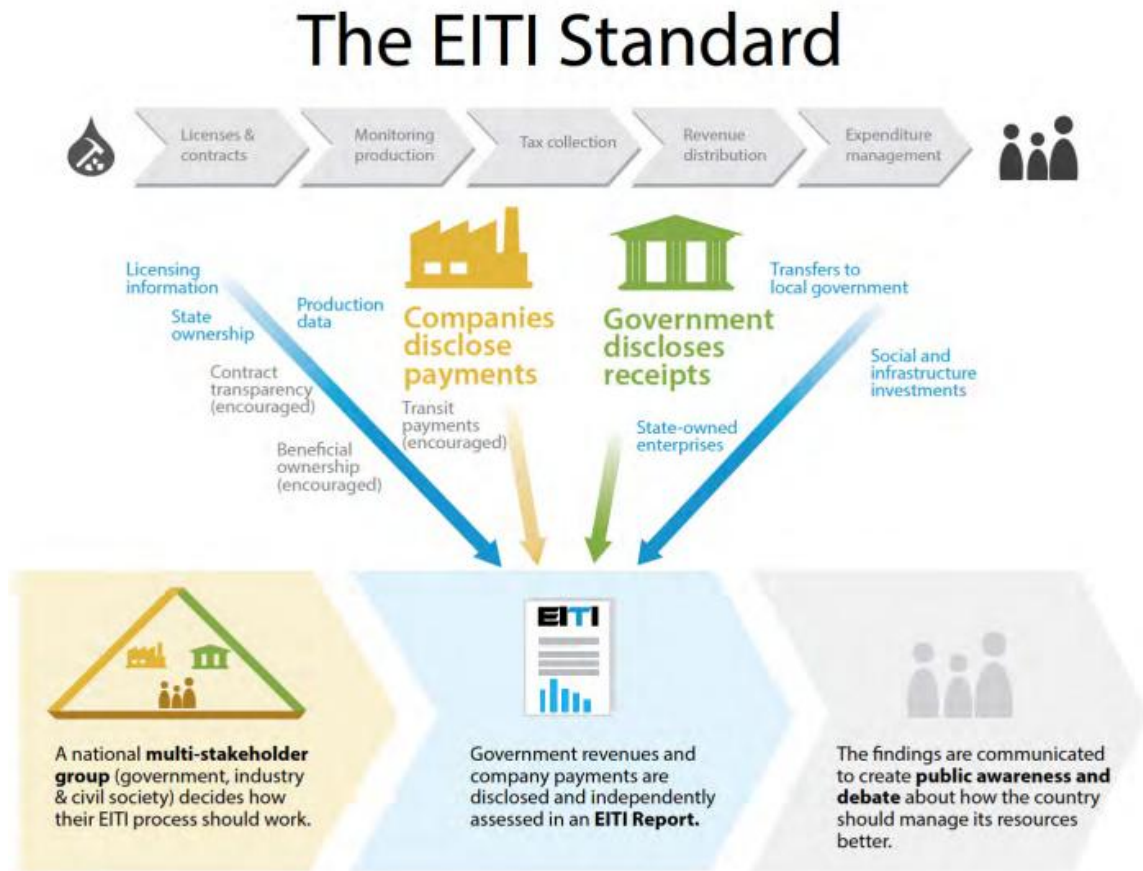 The EITI Standard
Licenses &
contracts
Monitoring
production
Tax collection
Revenue
distribution
Expenditure
management
Licensing
information
State
ownership
Production
data
Contract
transparency
(encouraged)
Beneficial
ownership
(encouraged)
Companies
disclose
payments
Transit
payments
(encouraged)
Government
discloses
receipts
State-owned
enterprises
Transfers to
local government
Social and
infrastructure
investments
A national multi-stakeholder
group (government, industry
& civil society) decides how
their EITI process should work.
EITI
Government revenues and
company payments are
disclosed and independently
assessed in an EITI Report.
The findings are communicated
to create public awareness and
debate about how the country
should manage its resources
better.